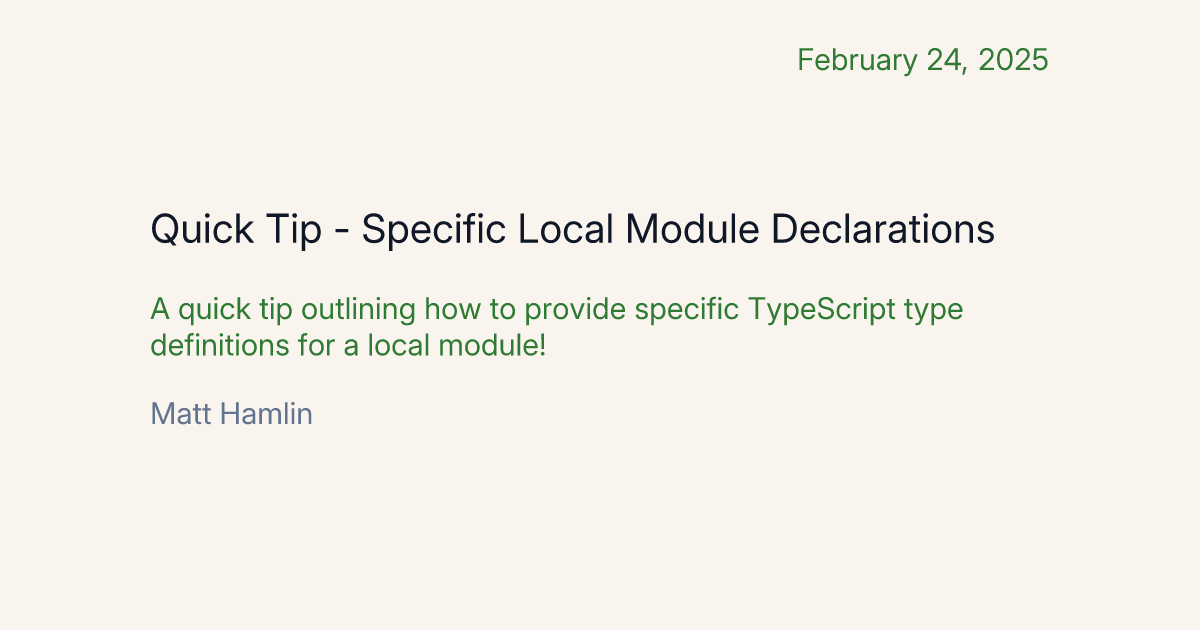 February 24, 2025
Quick Tip - Specific Local Module Declarations
A quick tip outlining how to provide specific TypeScript type
definitions for a local module!
Matt Hamlin